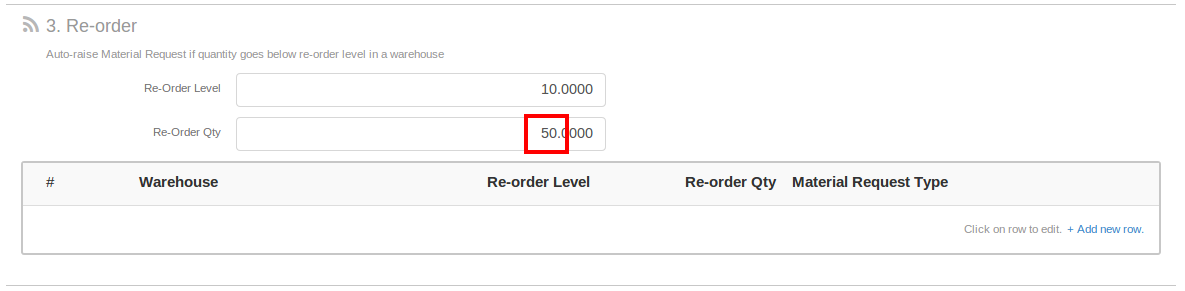 3. Re-order
Auto-raise Material Request if quantity goes below re-order level in a warehouse
Re-Order Level 10.0000
Re-Order Qty 50.0000
# Warehouse Re-order Level Re-order Qty Material Request Type
Click on row to edit. + Add new row.